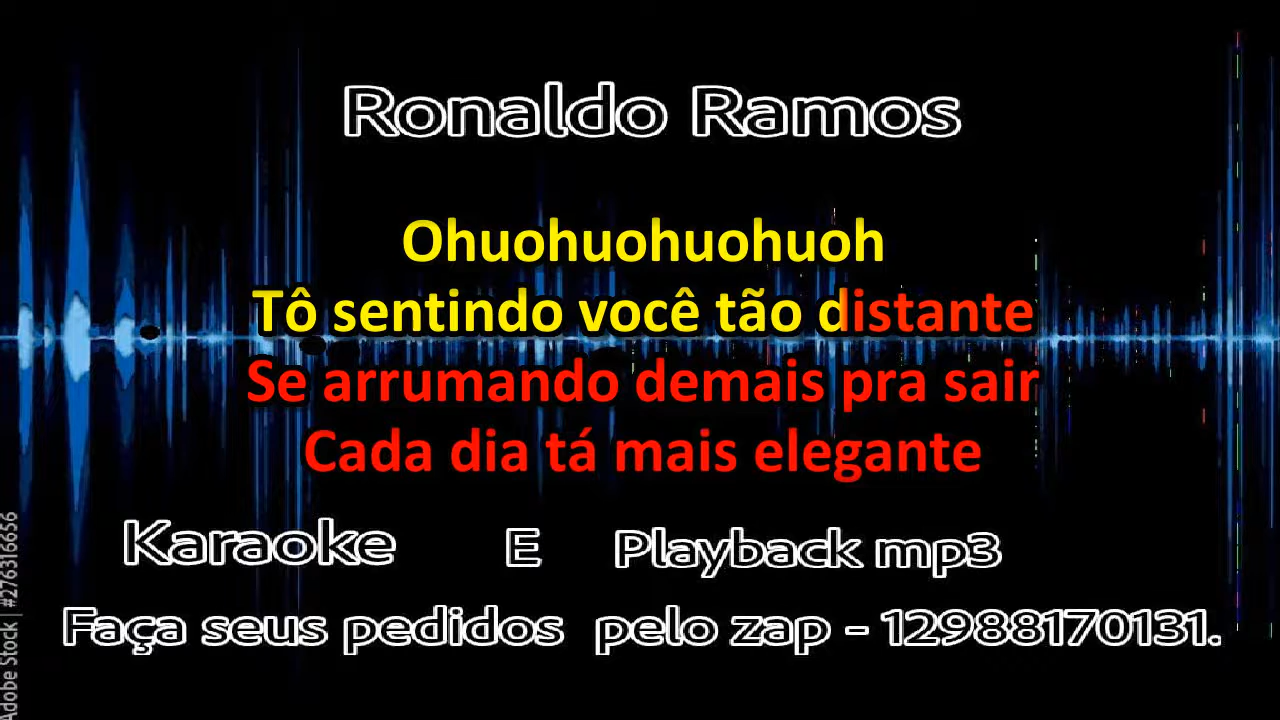 Ronaldo Ramos
Ohuohuohuohuoh
Tô sentindo você tão distante
Se arrumando demais pra sair
Cada dia tá mais elegante
Karaoke E Playback mp3
Faça seus pedidos pelo zap - 12988170131.
Adobe Stock | #276316656